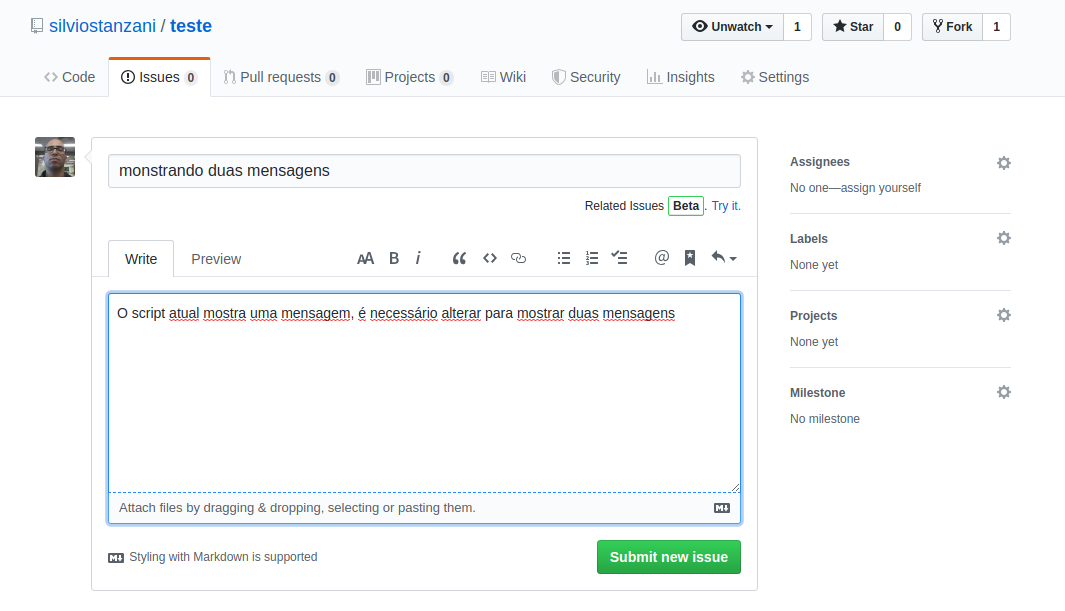 silviostanzani / teste
Unwatch 1 Star 0 Fork 1
Code Issues 0 Pull requests 0 Projects 0 Wiki Security Insights Settings
monstrando duas mensagens
Related Issues Beta . Try it.
Write Preview AA B i @
O script atual mostra uma mensagem, é necessário alterar para mostrar duas mensagens
Attach files by dragging & dropping, selecting or pasting them.
Styling with Markdown is supported
Submit new issue
Assignees
No one—assign yourself
Labels
None yet
Projects
None yet
Milestone
No milestone